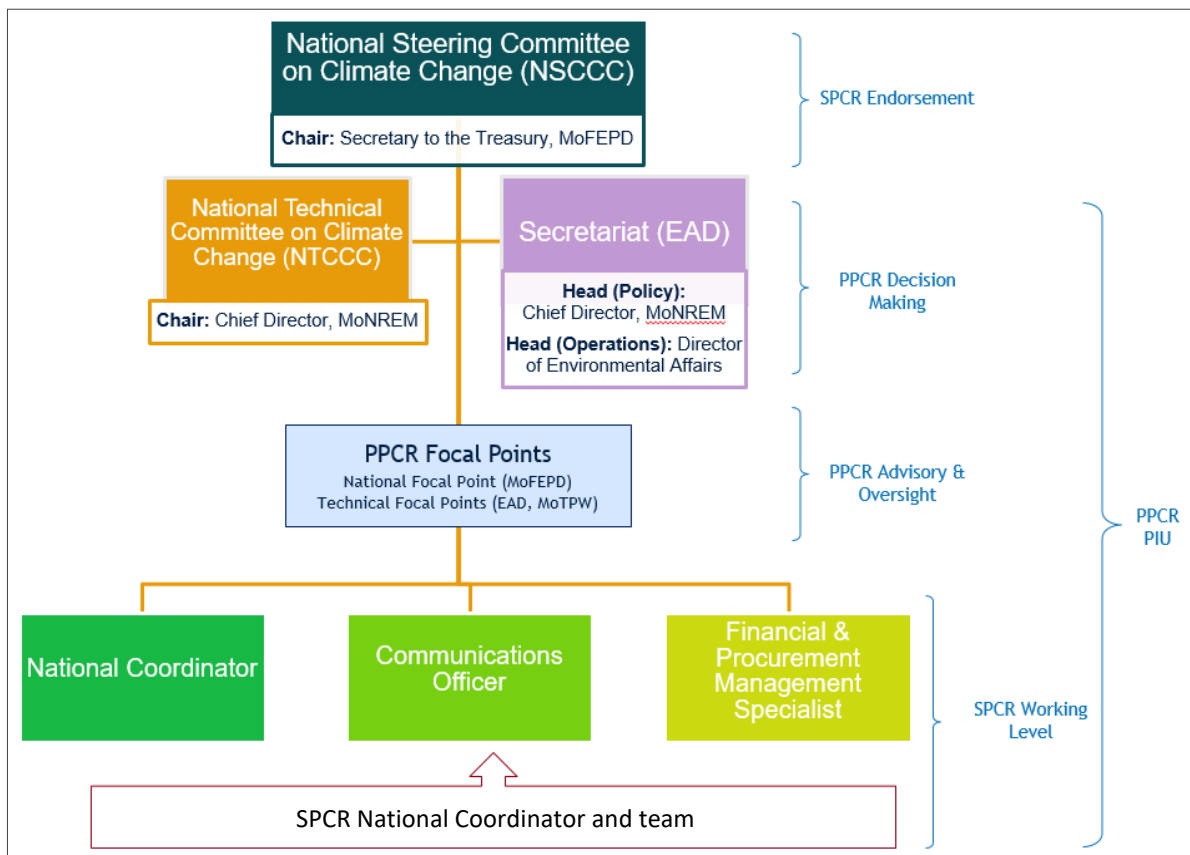 National Steering Committee
on Climate Change (NSCCC)
Chair: Secretary to the Treasury, MoFEPD
SPCR Endorsement
National Technical
Committee on Climate
Change (NTCCC)
Chair: Chief Director, MoNREM
Secretariat (EAD)
Head (Policy):
Chief Director, MoNREM
Head (Operations): Director
of Environmental Affairs
PPCR Decision
Making
PPCR Focal Points
National Focal Point (MoFEPD)
Technical Focal Points (EAD, MoTPW)
PPCR Advisory &
Oversight
PPCR
PIU
National Coordinator
Communications
Officer
Financial &
Procurement
Management
Specialist
SPCR Working
Level
SPCR National Coordinator and team